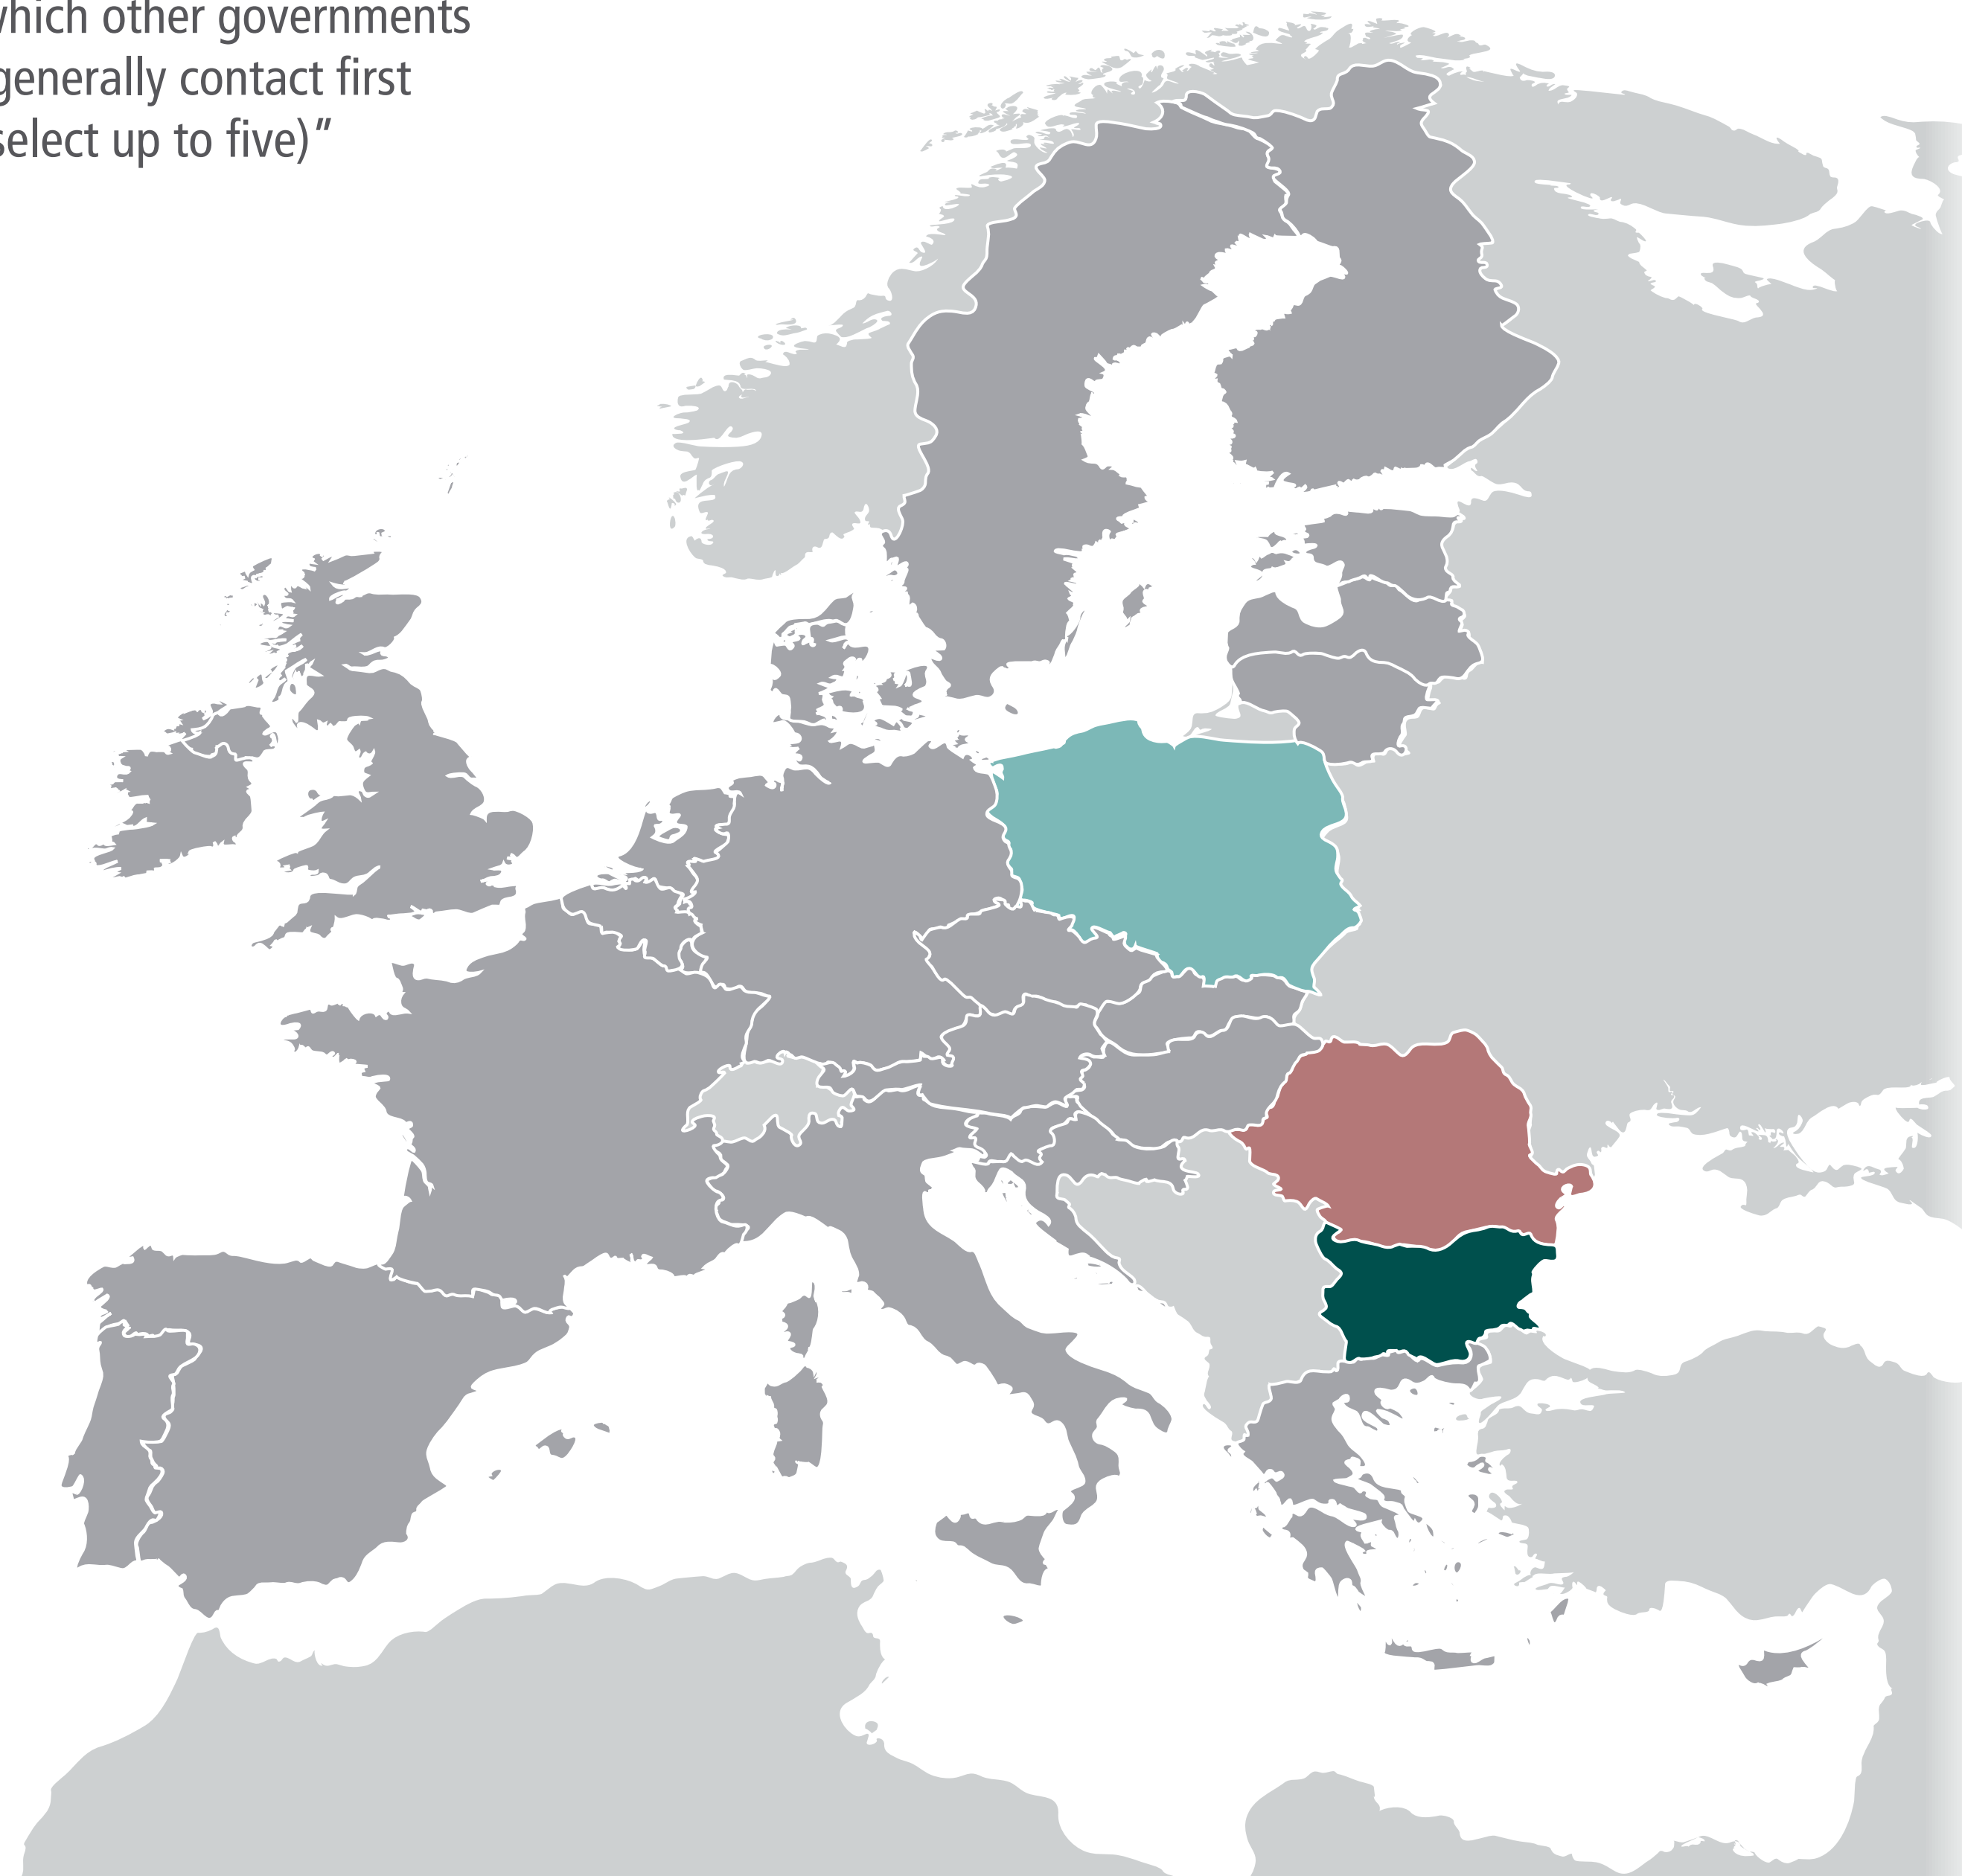 which other governments
generally contact first
select up to five)”